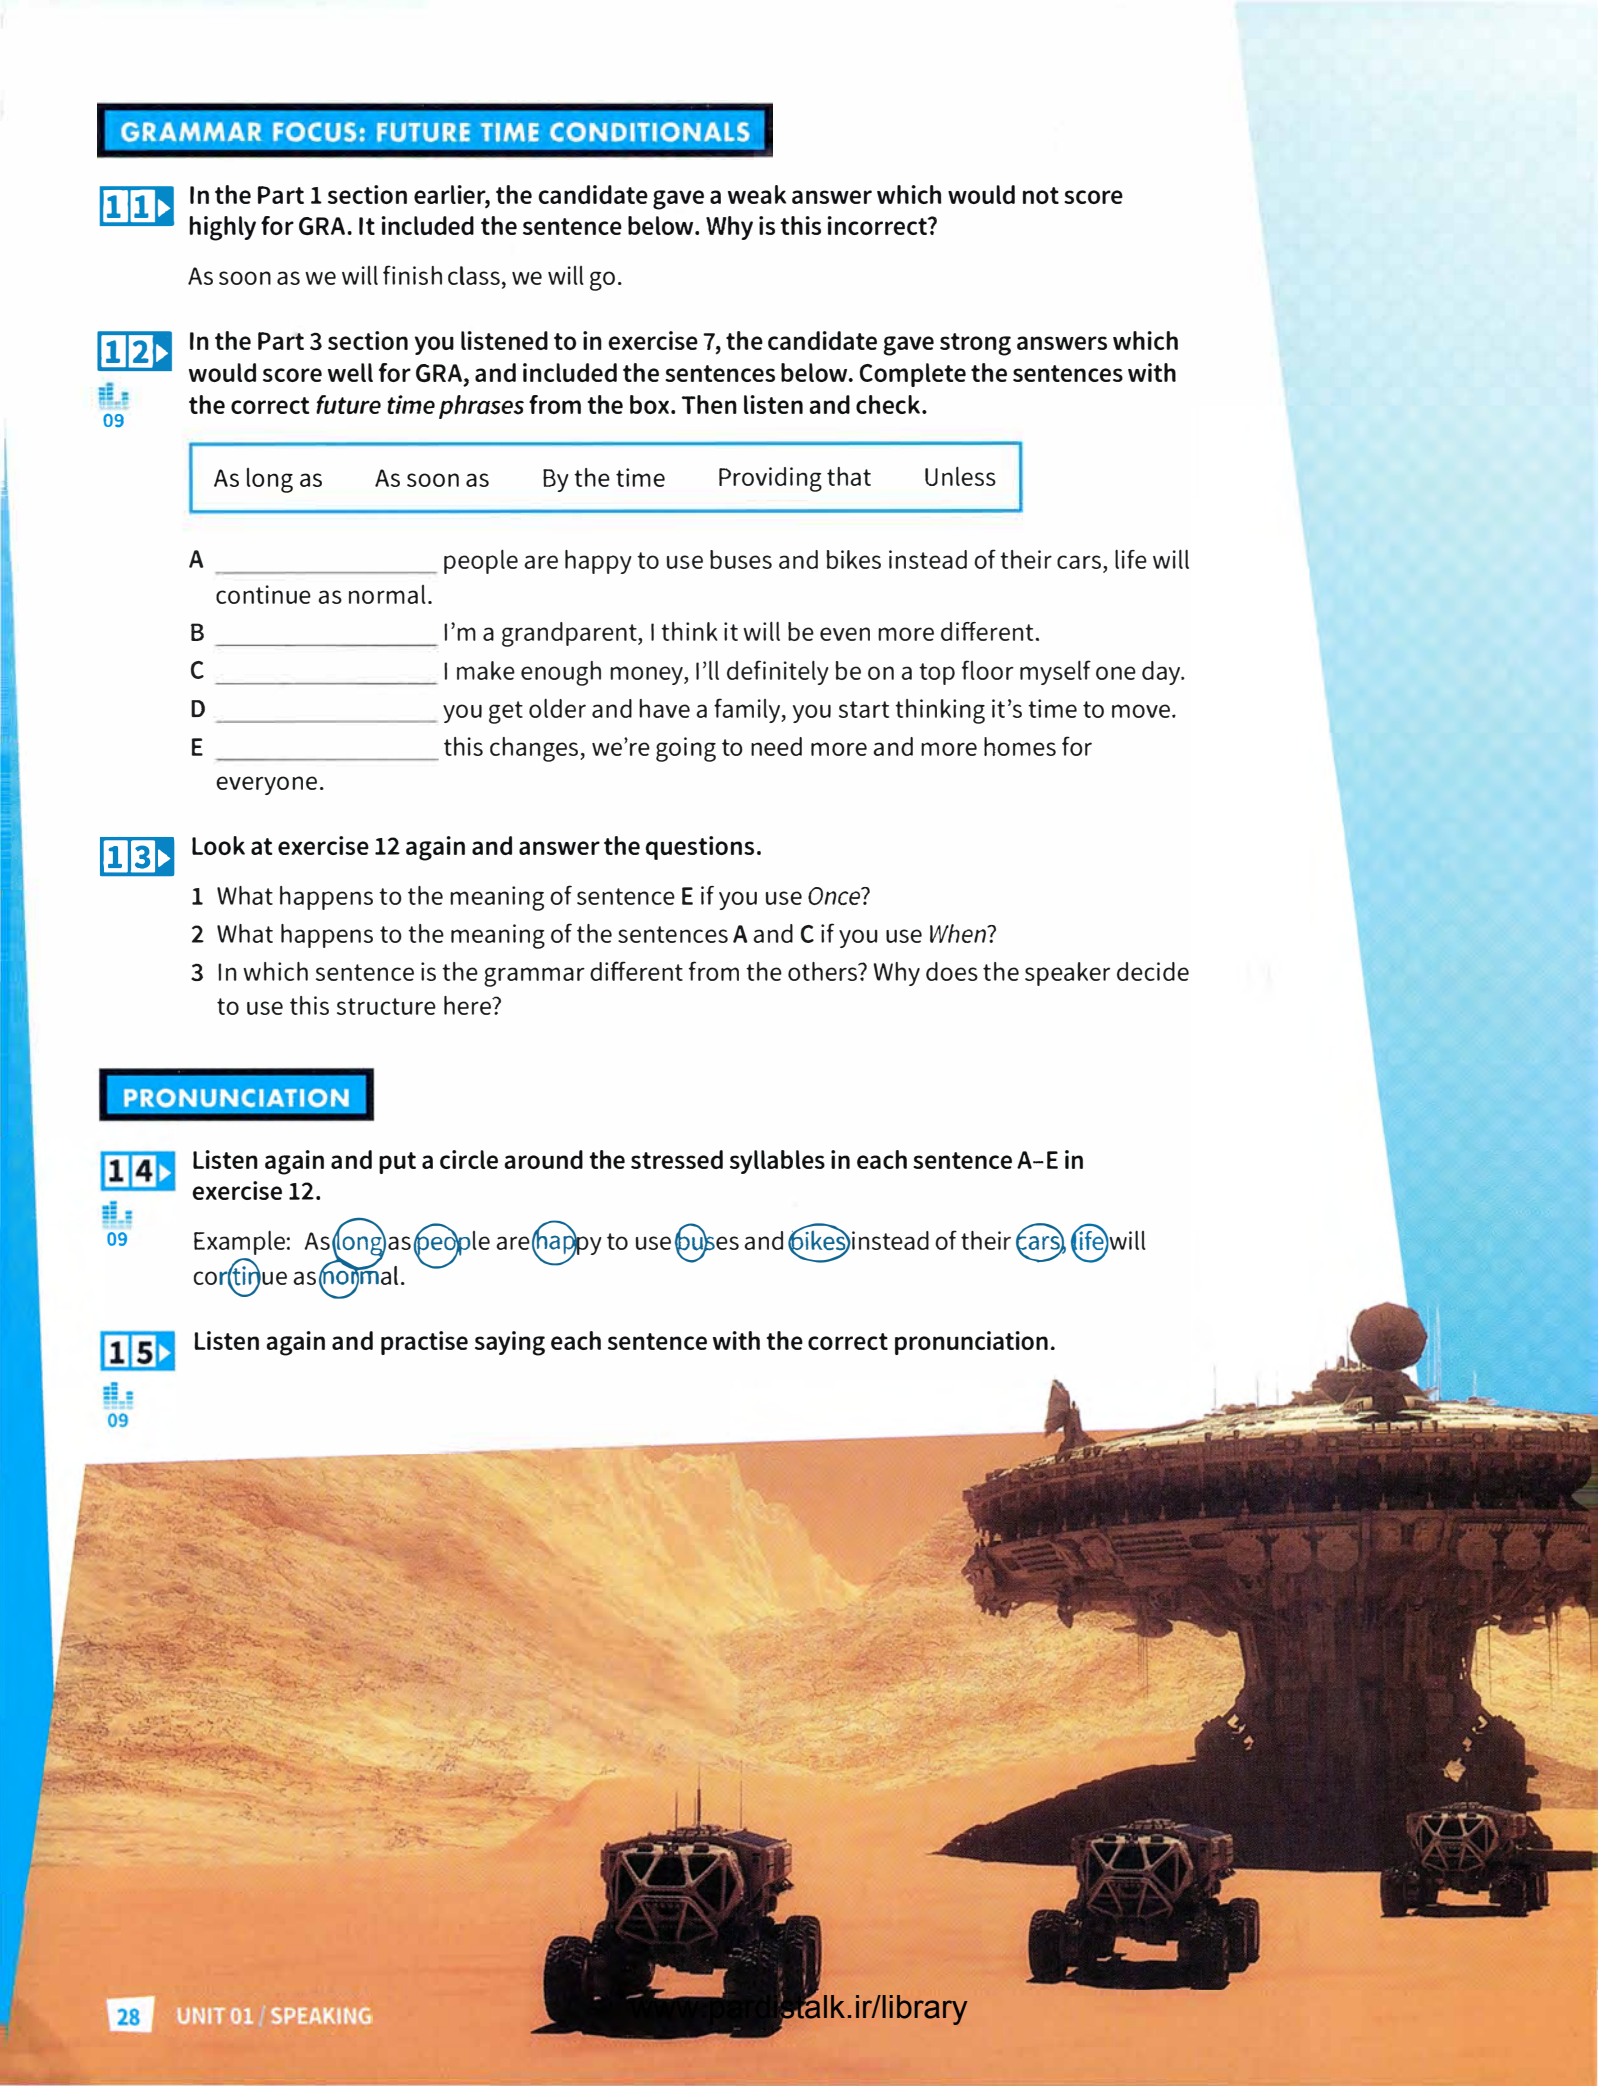 GRAMMAR FOCUS: FUTURE TIME CONDITIONALS
11 In the Part 1 section earlier, the candidate gave a weak answer which would not score
highly for GRA. It included the sentence below. Why is this incorrect?
As soon as we will finish class, we will go.
12 In the Part 3 section you listened to in exercise 7, the candidate gave strong answers which
would score well for GRA, and included the sentences below. Complete the sentences with
the correct future time phrases from the box. Then listen and check.
09
As long as As soon as By the time Providing that Unless
A ____________ people are happy to use buses and bikes instead of their cars, life will
continue as normal.
B ____________ I'm a grandparent, I think it will be even more different.
C ____________ I make enough money, I'll definitely be on a top floor myself one day.
D ____________ you get older and have a family, you start thinking it's time to move.
E ____________ this changes, we're going to need more and more homes for
everyone.
13 Look at exercise 12 again and answer the questions.
1 What happens to the meaning of sentence E if you use Once?
2 What happens to the meaning of the sentences A and C if you use When?
3 In which sentence is the grammar different from the others? Why does the speaker decide
to use this structure here?
PRONUNCIATION
14 Listen again and put a circle around the stressed syllables in each sentence A–E in
exercise 12.
09
Example: As long as people are happy to use buses and bikes instead of their cars, life will
continue as normal.
15 Listen again and practise saying each sentence with the correct pronunciation.
09
28 UNIT 01 / SPEAKING
www.pardistalk.ir/library